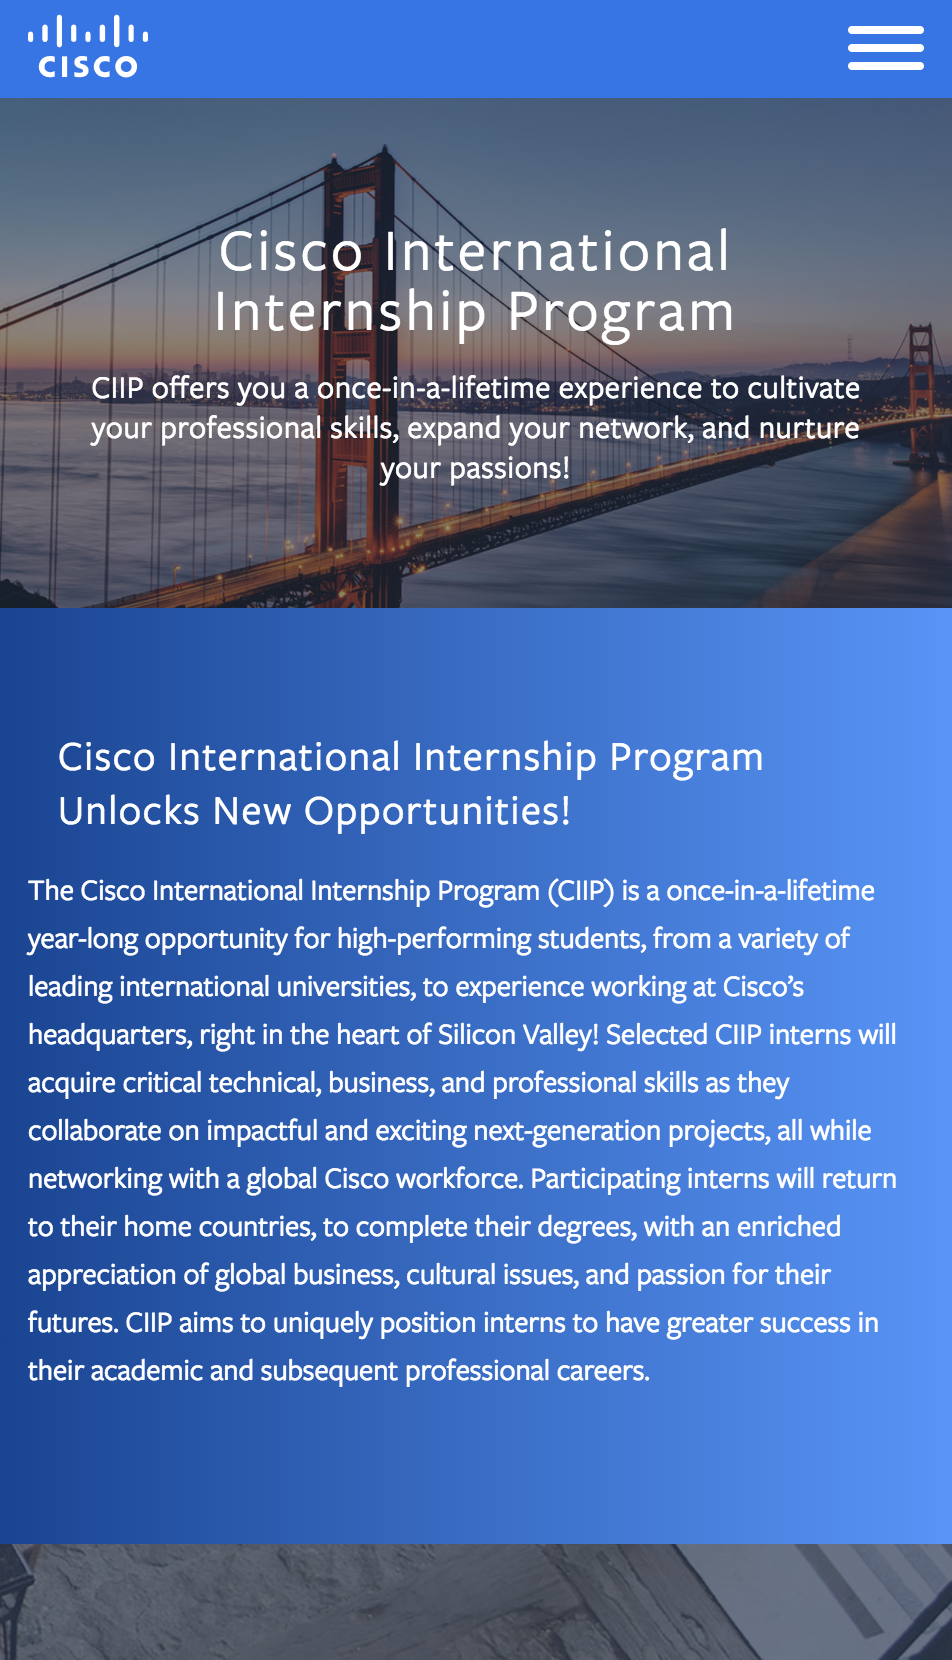 CISCO
Cisco International
Internship Program
CIIP offers you a once-in-a-lifetime experience to cultivate
your professional skills, expand your network, and nurture
your passions!
Cisco International Internship Program
Unlocks New Opportunities!
The Cisco International Internship Program (CIIP) is a once-in-a-lifetime
year-long opportunity for high-performing students, from a variety of
leading international universities, to experience working at Cisco’s
headquarters, right in the heart of Silicon Valley! Selected CIIP interns will
acquire critical technical, business, and professional skills as they
collaborate on impactful and exciting next-generation projects, all while
networking with a global Cisco workforce. Participating interns will return
to their home countries, to complete their degrees, with an enriched
appreciation of global business, cultural issues, and passion for their
futures. CIIP aims to uniquely position interns to have greater success in
their academic and subsequent professional careers.